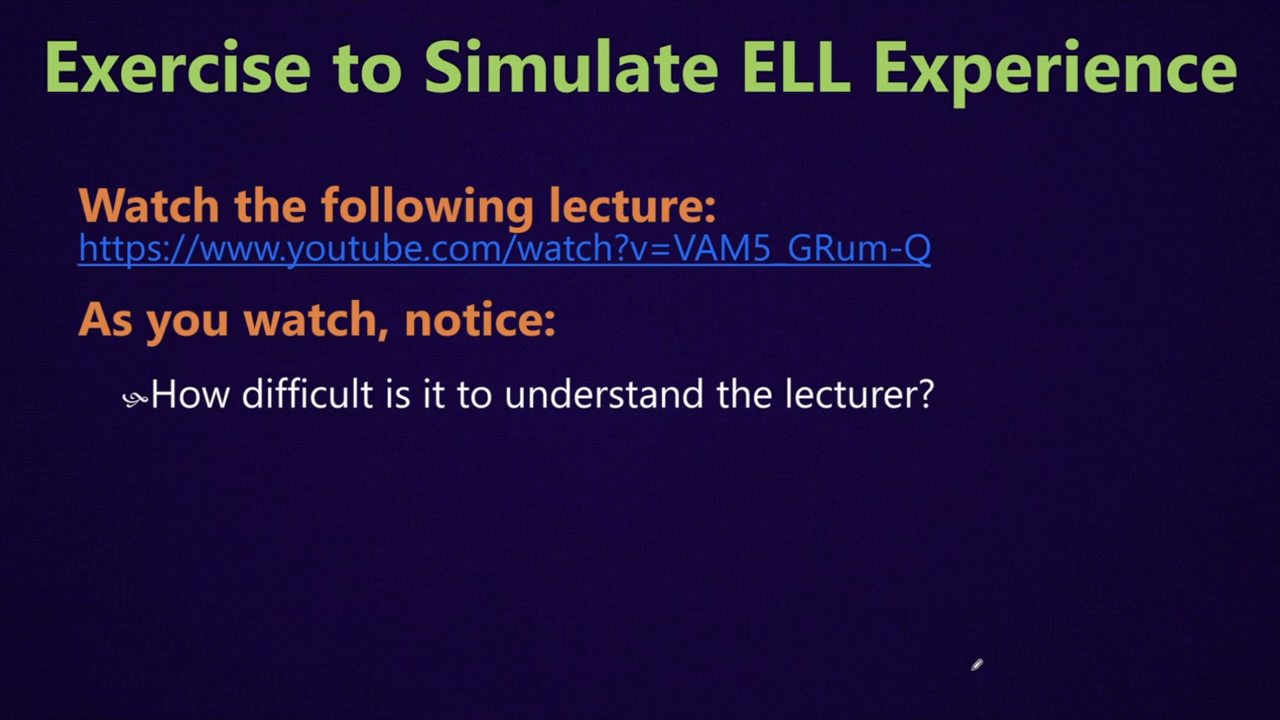 Exercise to Simulate ELL Experience
Watch the following lecture:
https://www.youtube.com/watch?v=VAM5_GRum-Q
As you watch, notice:
How difficult is it to understand the lecturer?